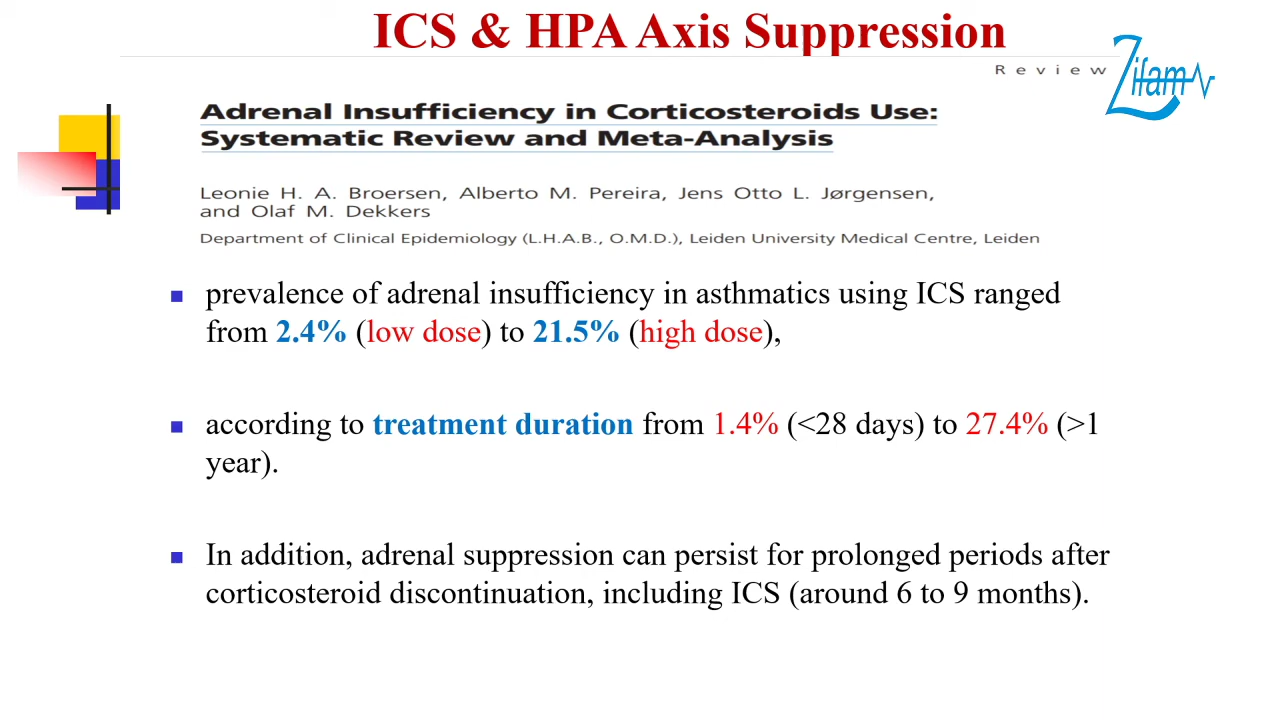 ICS & HPA Axis Suppression
Review
Zifam
Adrenal Insufficiency in Corticosteroids Use:
Systematic Review and Meta-Analysis
Leonie H. A. Broersen, Alberto M. Pereira, Jens Otto L. Jørgensen,
and Olaf M. Dekkers
Department of Clinical Epidemiology (L.H.A.B., O.M.D.), Leiden University Medical Centre, Leiden
prevalence of adrenal insufficiency in asthmatics using ICS ranged
from 2.4% (low dose) to 21.5% (high dose),
according to treatment duration from 1.4% (<28 days) to 27.4% (>1
year).
In addition, adrenal suppression can persist for prolonged periods after
corticosteroid discontinuation, including ICS (around 6 to 9 months).